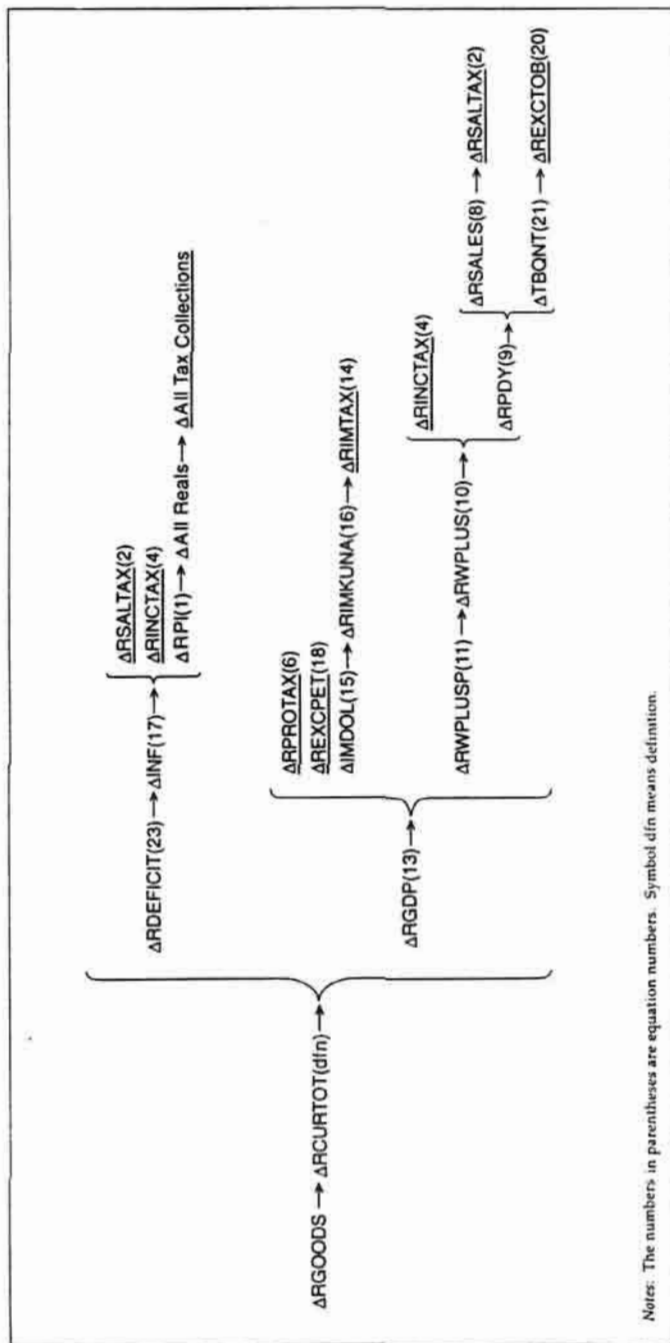 ΔRGOODS → ΔRCURTOT(dfn) →
ΔRDEFICIT(23) → ΔINF(17) →
ΔRSALTAX(2)
ΔRINCTAX(4)
ΔRPI(1) → ΔAll Reals → ΔAll Tax Collections
ΔRGDP(13) →
ΔRPROTAX(6)
ΔREXCPET(18)
ΔIMDOL(15) → ΔRIMKUNA(16) → ΔRIMTAX(14)
ΔRWPLUSP(11) → ΔRWPLUS(10) →
ΔRINCTAX(4)
ΔRPDY(9) →
ΔRSALES(8) → ΔRSALTAX(2)
ΔTBQNT(21) → ΔREXCTOB(20)
Notes: The numbers in parentheses are equation numbers. Symbol dfn means definition.